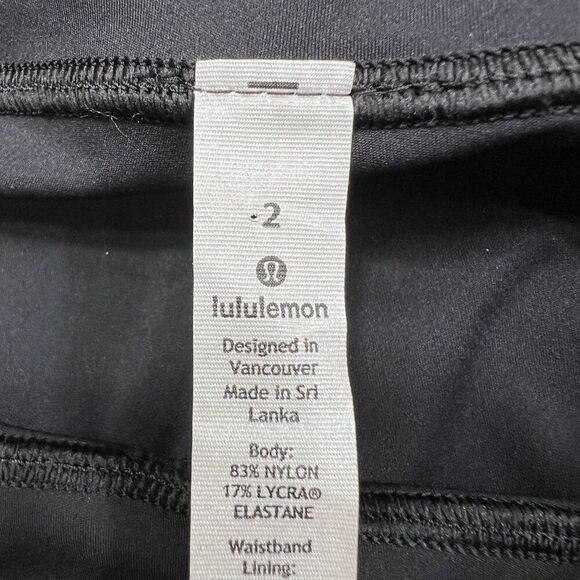 .2
lululemon
Designed in
Vancouver
Made in Sri
Lanka
Body:
83% NYLON
17% LYCRA®
ELASTANE
Waistband
Lining: